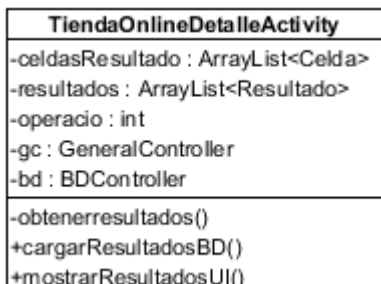 TiendaOnlineDetalleActivity
-celdasResultado : ArrayList<Celda>
-resultados : ArrayList<Resultado>
-operacio : int
-gc : GeneralController
-bd : BDController
-obtenerresultados()
+cargarResultadosBD()
+mostrarResultadosUI()